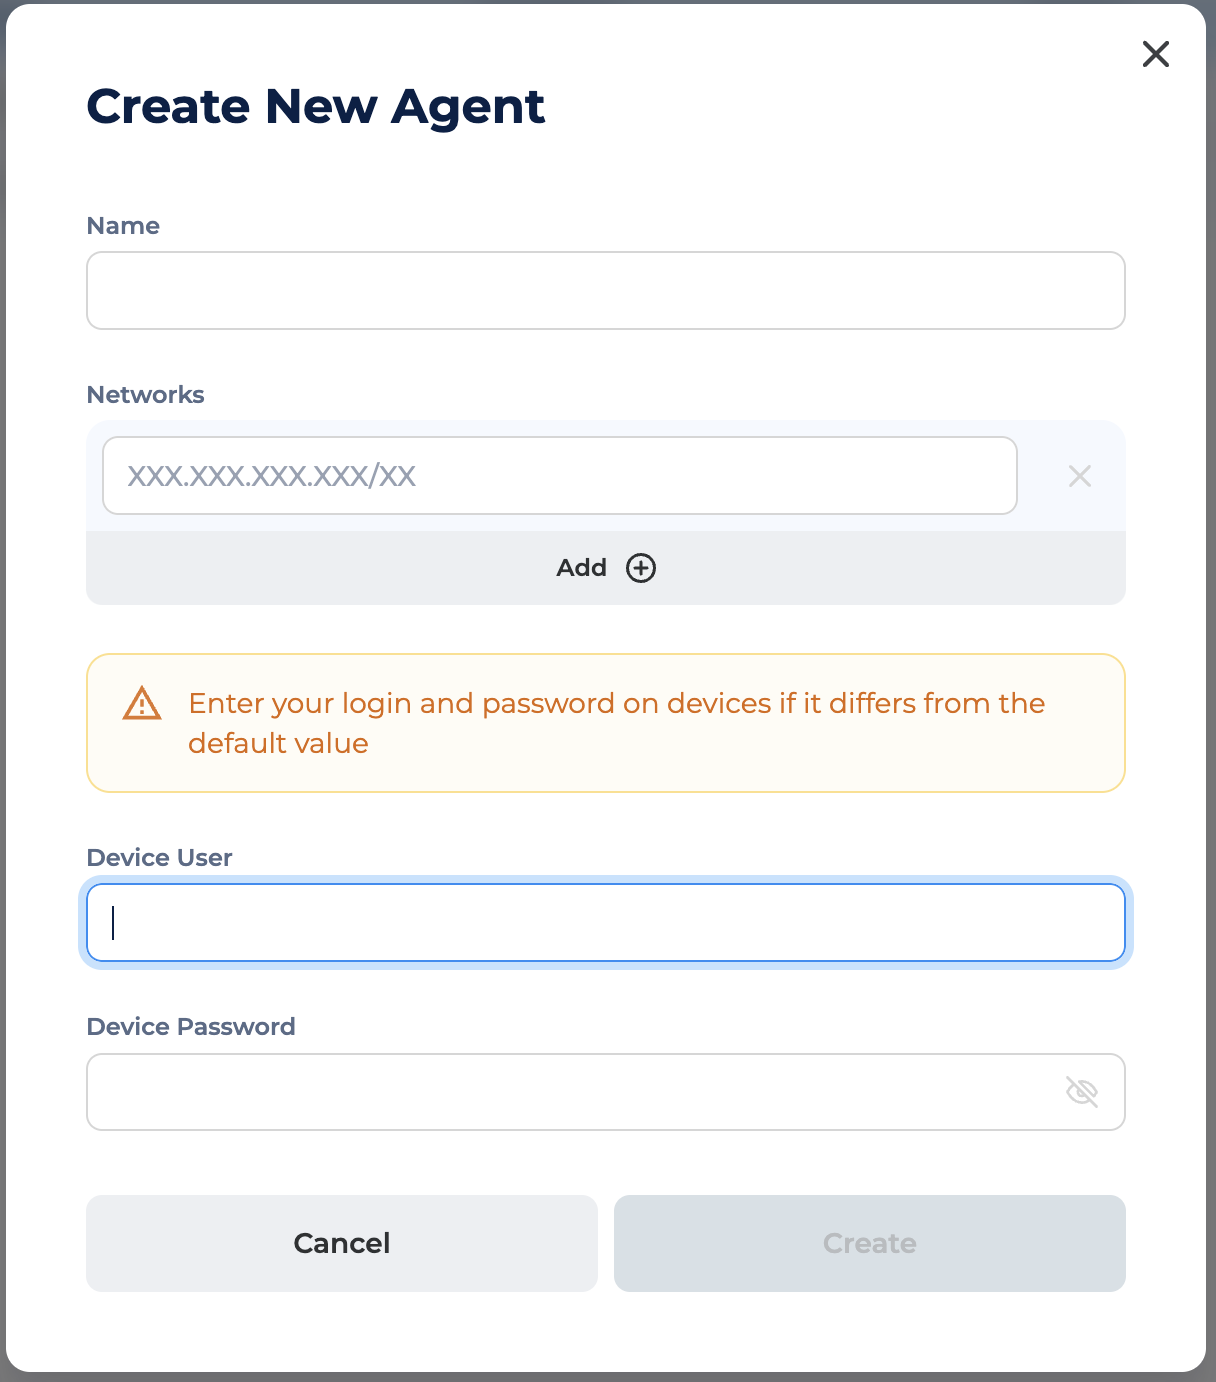 Create New Agent
Name
Networks
XXX.XXX.XXX.XXX/XX
Add
Enter your login and password on devices if it differs from the
default value
Device User
Device Password
Cancel
Create